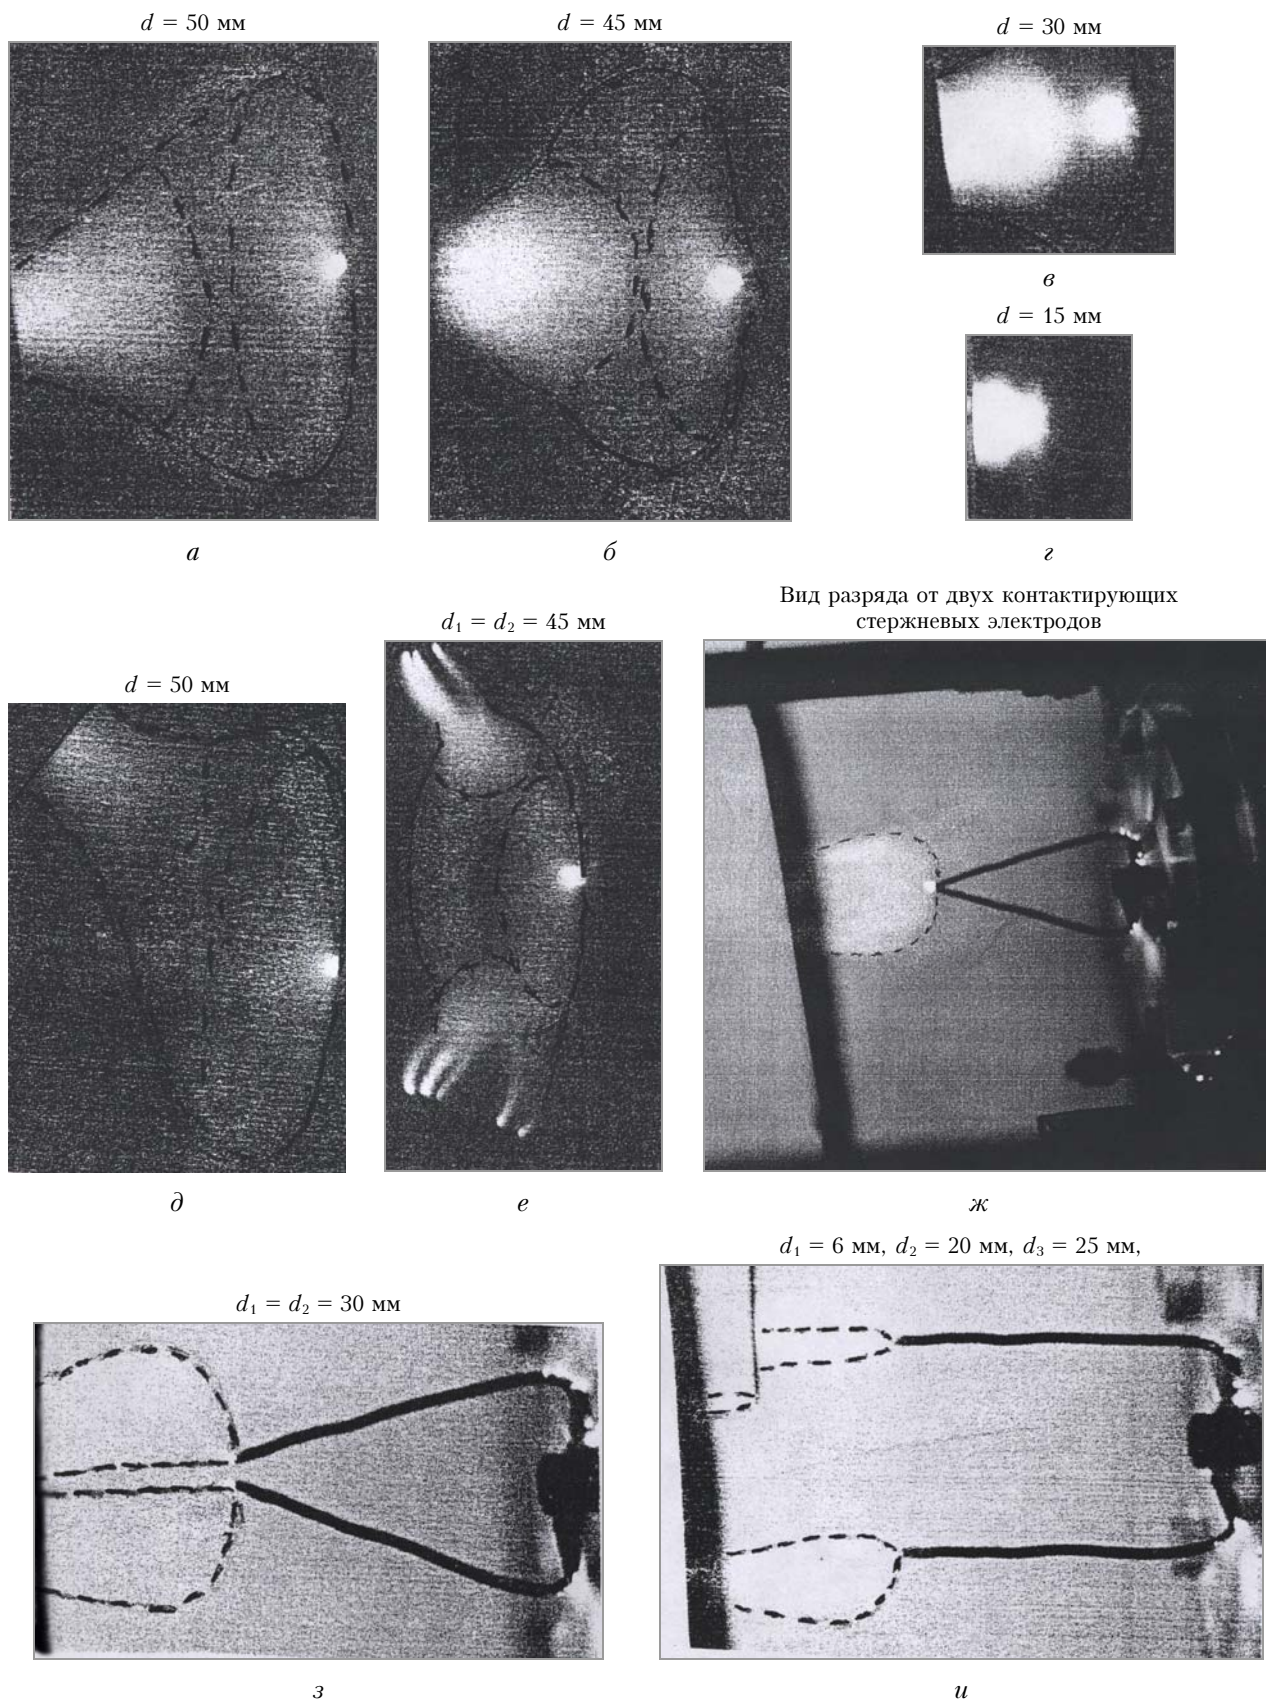 d = 50 мм
d = 45 мм
d = 30 мм
в
d = 15 мм
а
б
г
Вид разряда от двух контактирующих
стержневых электродов
d₁ = d₂ = 45 мм
d = 50 мм
д
е
ж
d₁ = 6 мм, d₂ = 20 мм, d₃ = 25 мм,
d₁ = d₂ = 30 мм
з
и